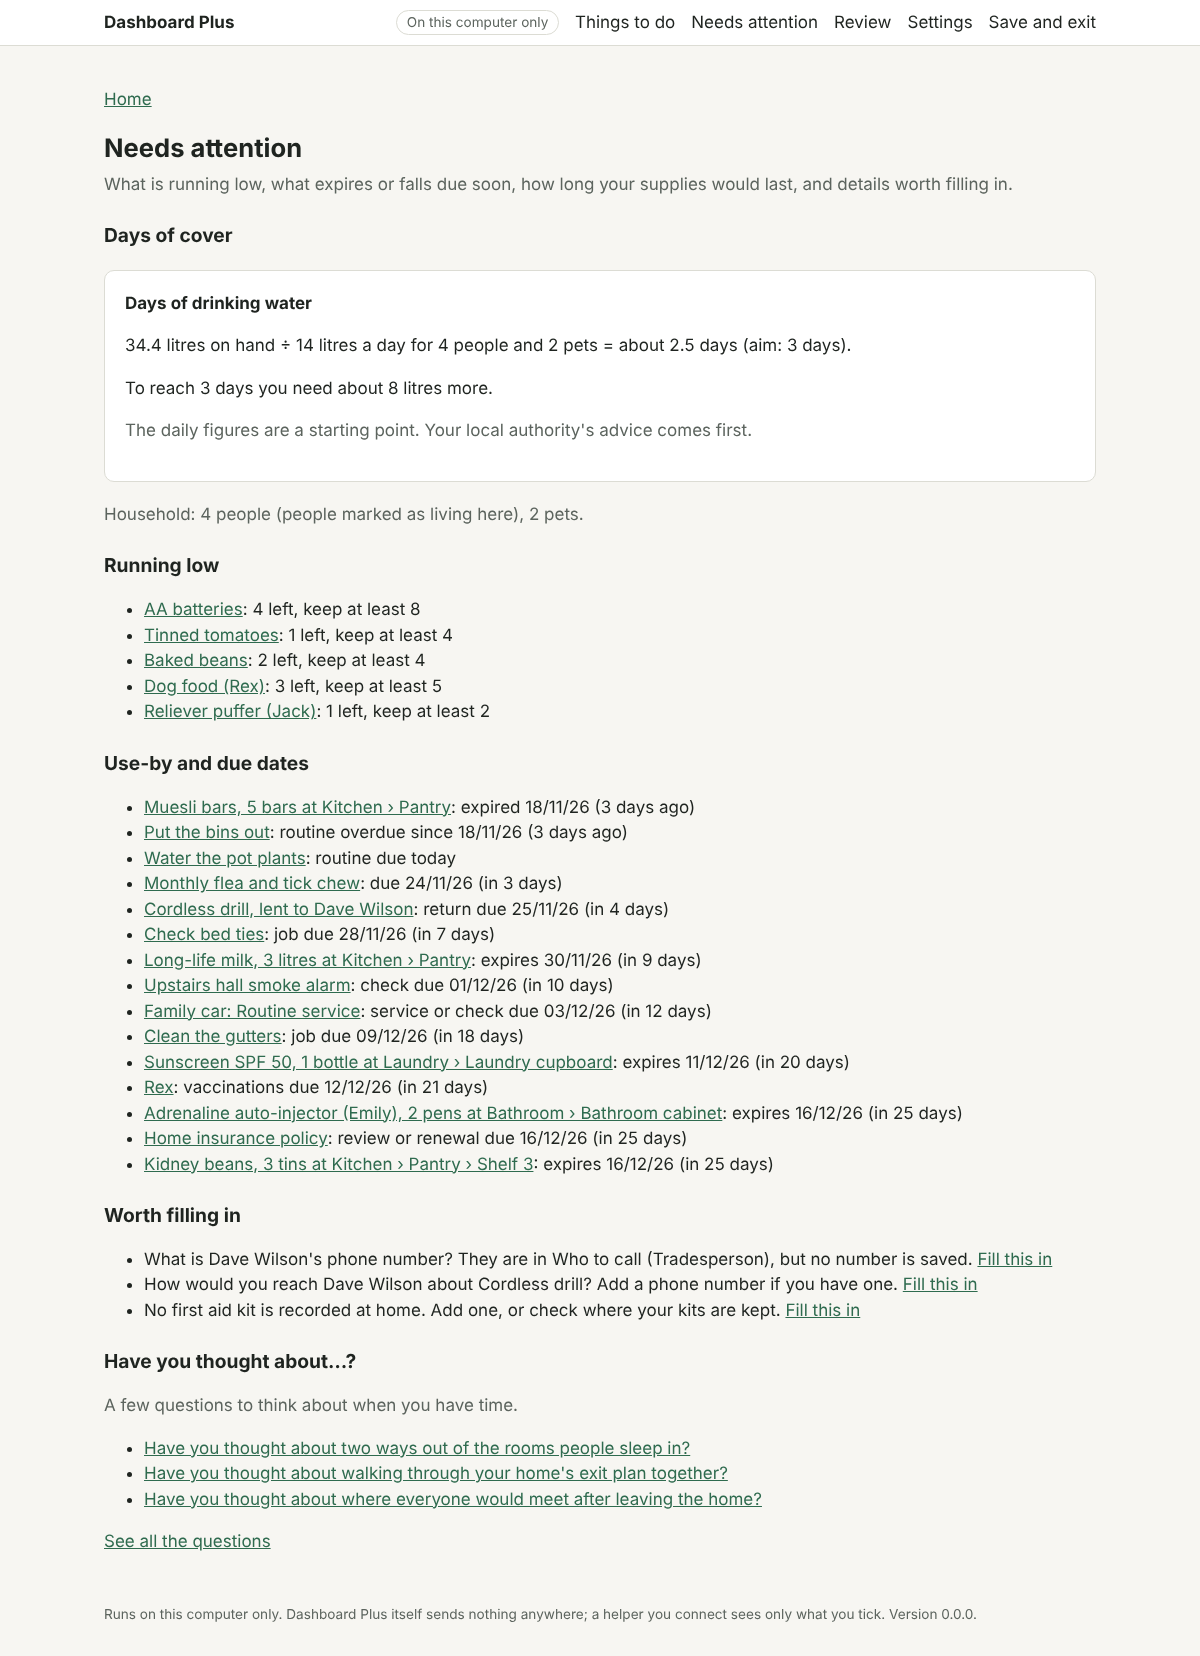 Dashboard Plus
On this computer only
Things to do
Needs attention
Review
Settings
Save and exit
Home
Needs attention
What is running low, what expires or falls due soon, how long your supplies would last, and details worth filling in.
Days of cover
Days of drinking water
34.4 litres on hand ÷ 14 litres a day for 4 people and 2 pets = about 2.5 days (aim: 3 days).
To reach 3 days you need about 8 litres more.
The daily figures are a starting point. Your local authority's advice comes first.
Household: 4 people (people marked as living here), 2 pets.
Running low
AA batteries: 4 left, keep at least 8
Tinned tomatoes: 1 left, keep at least 4
Baked beans: 2 left, keep at least 4
Dog food (Rex): 3 left, keep at least 5
Reliever puffer (Jack): 1 left, keep at least 2
Use-by and due dates
Muesli bars, 5 bars at Kitchen › Pantry: expired 18/11/26 (3 days ago)
Put the bins out: routine overdue since 18/11/26 (3 days ago)
Water the pot plants: routine due today
Monthly flea and tick chew: due 24/11/26 (in 3 days)
Cordless drill, lent to Dave Wilson: return due 25/11/26 (in 4 days)
Check bed ties: job due 28/11/26 (in 7 days)
Long-life milk, 3 litres at Kitchen › Pantry: expires 30/11/26 (in 9 days)
Upstairs hall smoke alarm: check due 01/12/26 (in 10 days)
Family car: Routine service: service or check due 03/12/26 (in 12 days)
Clean the gutters: job due 09/12/26 (in 18 days)
Sunscreen SPF 50, 1 bottle at Laundry › Laundry cupboard: expires 11/12/26 (in 20 days)
Rex: vaccinations due 12/12/26 (in 21 days)
Adrenaline auto-injector (Emily), 2 pens at Bathroom › Bathroom cabinet: expires 16/12/26 (in 25 days)
Home insurance policy: review or renewal due 16/12/26 (in 25 days)
Kidney beans, 3 tins at Kitchen › Pantry › Shelf 3: expires 16/12/26 (in 25 days)
Worth filling in
What is Dave Wilson's phone number? They are in Who to call (Tradesperson), but no number is saved. Fill this in
How would you reach Dave Wilson about Cordless drill? Add a phone number if you have one. Fill this in
No first aid kit is recorded at home. Add one, or check where your kits are kept. Fill this in
Have you thought about…?
A few questions to think about when you have time.
Have you thought about two ways out of the rooms people sleep in?
Have you thought about walking through your home's exit plan together?
Have you thought about where everyone would meet after leaving the home?
See all the questions
Runs on this computer only. Dashboard Plus itself sends nothing anywhere; a helper you connect sees only what you tick. Version 0.0.0.